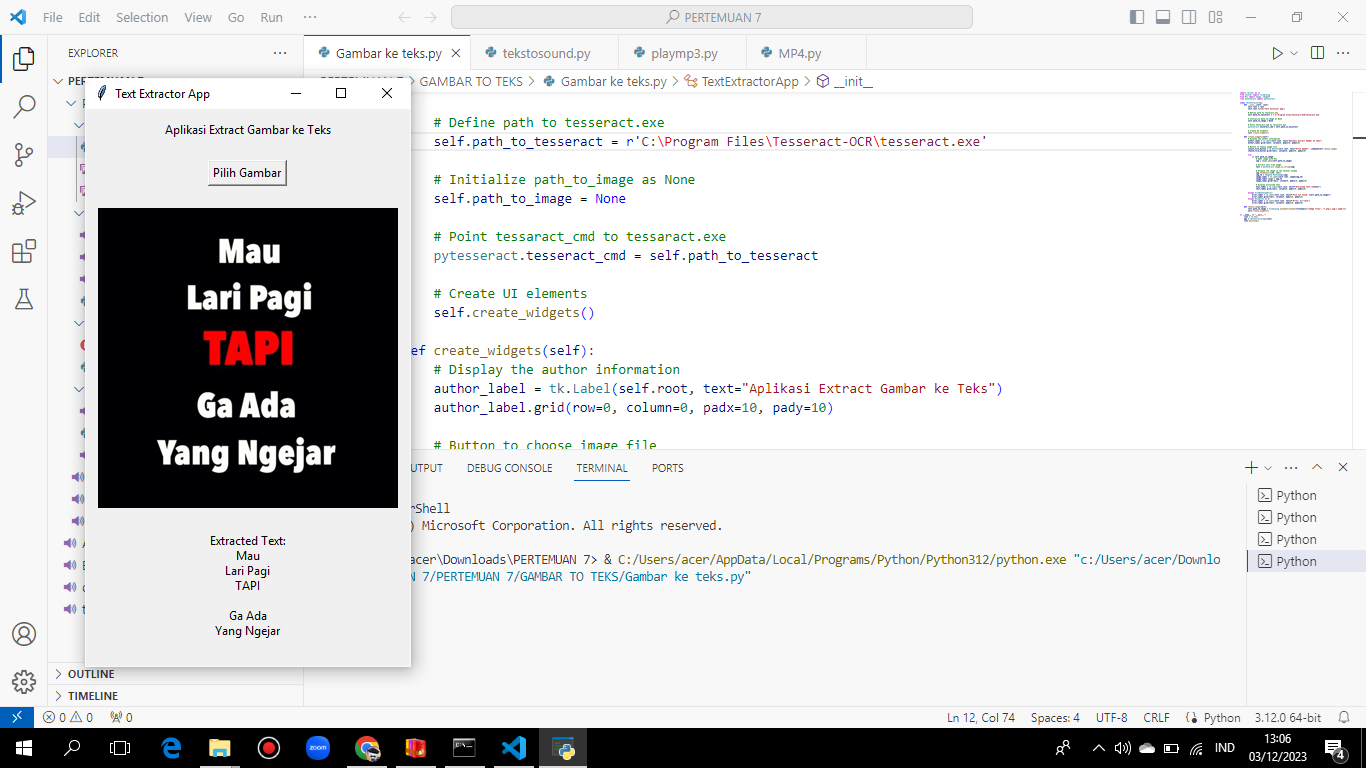 File Edit Selection View Go Run ···
PERTEMUAN 7
EXPLORER ···
Gambar ke teks.py
tekstosound.py
playmp3.py
MP4.py
GAMBAR TO TEKS > Gambar ke teks.py > TextExtractorApp > __init__
Text Extractor App
Aplikasi Extract Gambar ke Teks
Pilih Gambar
Mau
Lari Pagi
TAPI
Ga Ada
Yang Ngejar
Extracted Text:
Mau
Lari Pagi
TAPI
Ga Ada
Yang Ngejar
# Define path to tesseract.exe
self.path_to_tesseract = r'C:\Program Files\Tesseract-OCR\tesseract.exe'
# Initialize path_to_image as None
self.path_to_image = None
# Point tessaract_cmd to tessaract.exe
pytesseract.tesseract_cmd = self.path_to_tesseract
# Create UI elements
self.create_widgets()
ef create_widgets(self):
# Display the author information
author_label = tk.Label(self.root, text="Aplikasi Extract Gambar ke Teks")
author_label.grid(row=0, column=0, padx=10, pady=10)
# Button to choose image file
UTPUT DEBUG CONSOLE TERMINAL PORTS
rShell
) Microsoft Corporation. All rights reserved.
acer\Downloads\PERTEMUAN 7> & C:/Users/acer/AppData/Local/Programs/Python/Python312/python.exe "c:/Users/acer/Downlo
N 7/PERTEMUAN 7/GAMBAR TO TEKS/Gambar ke teks.py"
Python
Python
Python
Python
OUTLINE
TIMELINE
0 0 0
Ln 12, Col 74 Spaces: 4 UTF-8 CRLF Python 3.12.0 64-bit
zoom
IND
13:06
03/12/2023
4